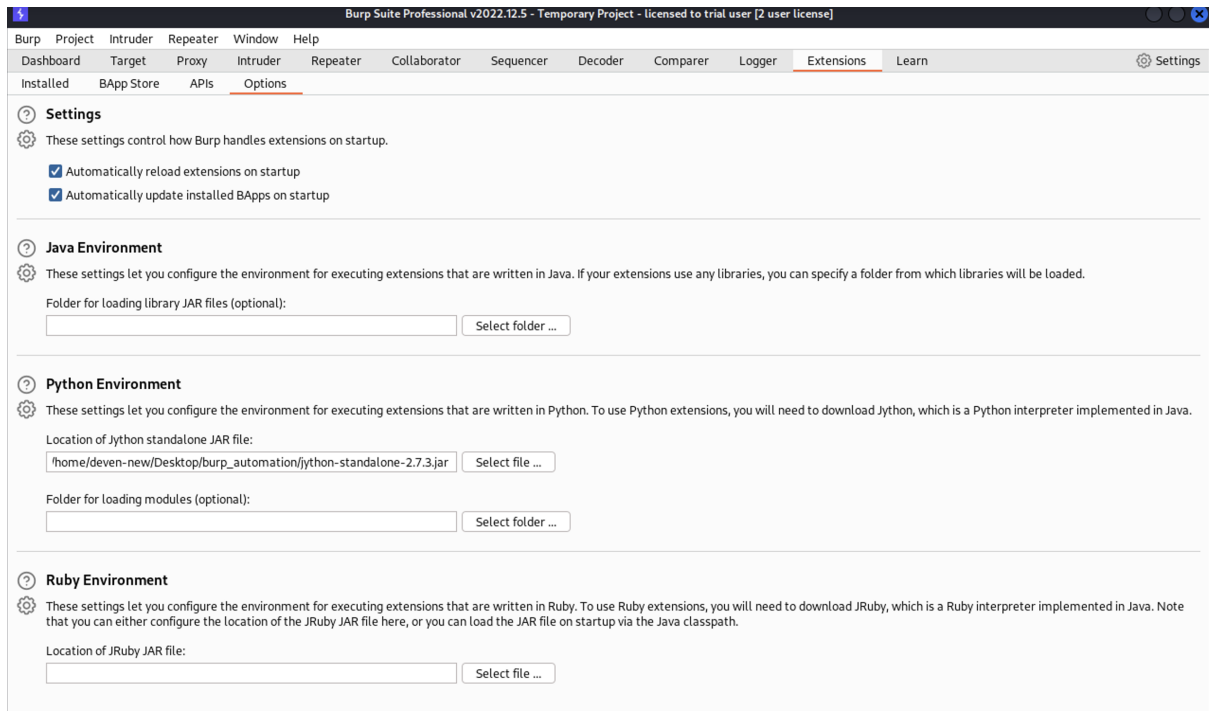 Burp Suite Professional v2022.12.5 - Temporary Project - licensed to trial user [2 user license]
Burp Project Intruder Repeater Window Help
Dashboard Target Proxy Intruder Repeater Collaborator Sequencer Decoder Comparer Logger Extensions Learn Settings
Installed BApp Store APIs Options
Settings
These settings control how Burp handles extensions on startup.
Automatically reload extensions on startup
Automatically update installed BApps on startup
Java Environment
These settings let you configure the environment for executing extensions that are written in Java. If your extensions use any libraries, you can specify a folder from which libraries will be loaded.
Folder for loading library JAR files (optional):
Select folder ...
Python Environment
These settings let you configure the environment for executing extensions that are written in Python. To use Python extensions, you will need to download Jython, which is a Python interpreter implemented in Java.
Location of Jython standalone JAR file:
/home/deven-new/Desktop/burp_automation/jython-standalone-2.7.3.jar Select file ...
Folder for loading modules (optional):
Select folder ...
Ruby Environment
These settings let you configure the environment for executing extensions that are written in Ruby. To use Ruby extensions, you will need to download JRuby, which is a Ruby interpreter implemented in Java. Note
that you can either configure the location of the JRuby JAR file here, or you can load the JAR file on startup via the Java classpath.
Location of JRuby JAR file:
Select file ...